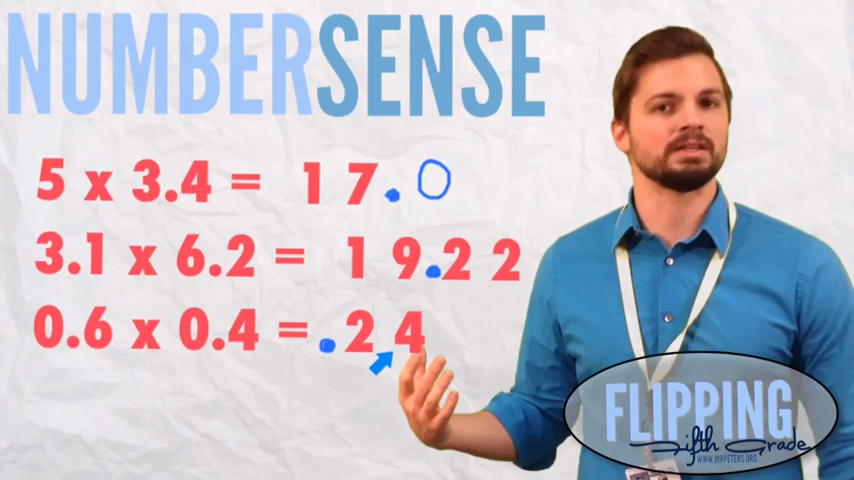 NUMBERSENSE
5 x 3.4 = 17.0
3.1 x 6.2 = 19.22
0.6 x 0.4 = .24
FLIPPING
Fifth Grade
WWW.MRPETERS.ORG